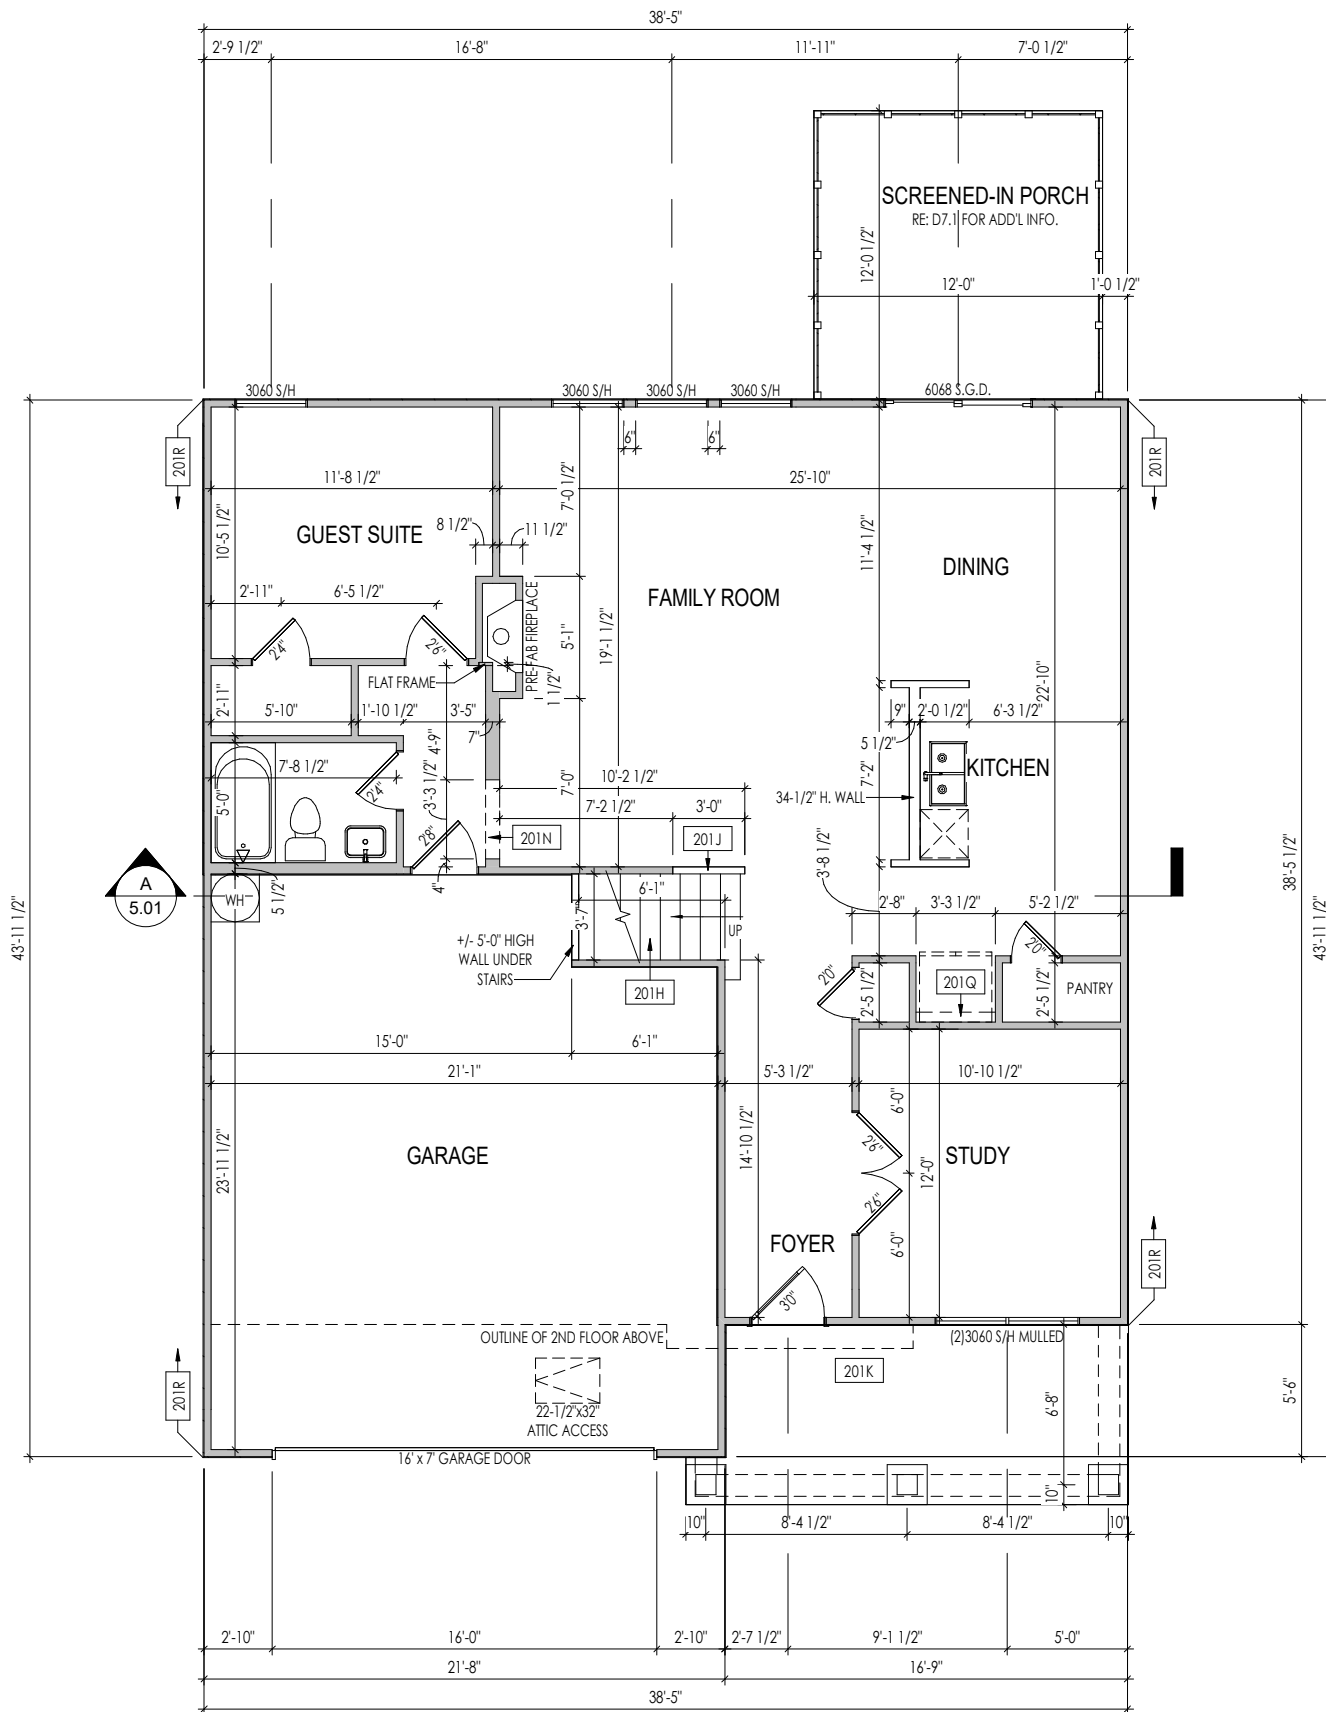 38'-5"
2'-9 1/2" 16'-8" 11'-11" 7'-0 1/2"
SCREENED-IN PORCH
RE: D7.1 FOR ADD'L INFO.
12'-0 1/2"
12'-0" 1'-0 1/2"
3060 S/H 3060 S/H 3060 S/H 3060 S/H 6068 S.G.D.
201R 6" 6" 201R
11'-8 1/2" 7'-0 1/2" 25'-10"
10'-5 1/2" GUEST SUITE 8 1/2" 11 1/2" 11'-4 1/2" DINING
2'-11" 6'-5 1/2" FAMILY ROOM
PRE-FAB FIREPLACE 5'-1" 19'-1 1/2"
2'4" 2'6"
FLAT FRAME 1 1/2" 22'-10"
2'-11" 5'-10" 1'-10 1/2" 3'-5" 9" 2'-0 1/2" 6'-3 1/2"
7" 4'-9" 5 1/2"
7'-8 1/2" 10'-2 1/2" 7'-2" KITCHEN
5'-0" 2'4" 3'-3 1/2" 7'-0" 7'-2 1/2" 3'-0" 34-1/2" H. WALL
2'8" 201N 201J
A
5.01
WH 5 1/2" 4" 6'-1" 3'-8 1/2"
3'-7" UP 2'-8" 3'-3 1/2" 5'-2 1/2"
+/- 5'-0" HIGH
WALL UNDER
STAIRS
201H 2'0" 2'-5 1/2" 201Q 2'0" 2'-5 1/2" PANTRY
43'-11 1/2" 38'-5 1/2" 43'-11 1/2"
15'-0" 6'-1"
21'-1" 5'-3 1/2" 10'-10 1/2"
23'-11 1/2" GARAGE 14'-10 1/2" 6'-0" 2'6" 12'-0" STUDY
2'6" 6'-0"
FOYER
3'0" 201R
OUTLINE OF 2ND FLOOR ABOVE (2)3060 S/H MULLED
201R 201K 6'-8" 5'-6"
22-1/2"x32"
ATTIC ACCESS
16' x 7' GARAGE DOOR
10"
10" 8'-4 1/2" 8'-4 1/2" 10"
2'-10" 16'-0" 2'-10" 2'-7 1/2" 9'-1 1/2" 5'-0"
21'-8" 16'-9"
38'-5"